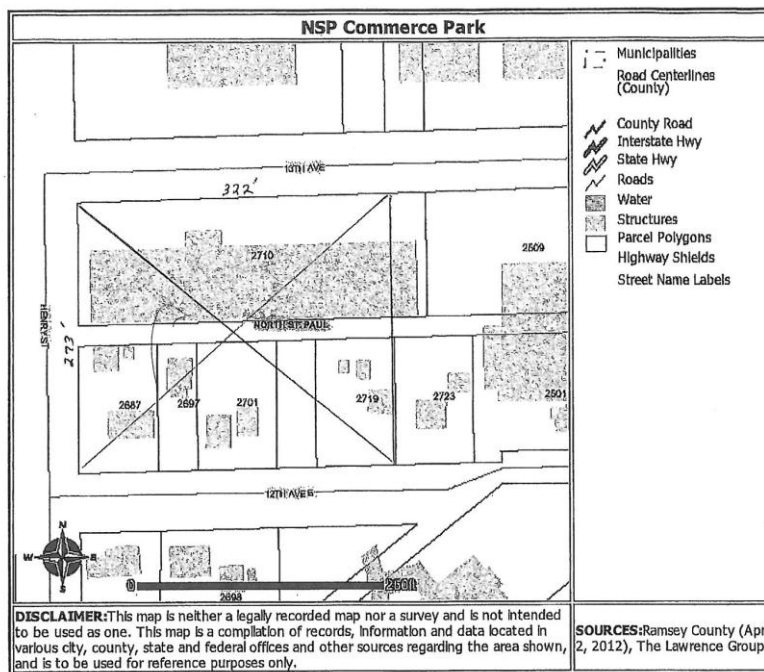 NSP Commerce Park
13TH AVE
322'
2710
2509
HENRY ST
273'
NORTH ST. PAUL
2687
2697
2701
2719
2723
2501
12TH AVE E
N
W
E
S
0
250ft
2698
Municipalities
Road Centerlines
(County)
County Road
Interstate Hwy
State Hwy
Roads
Water
Structures
Parcel Polygons
Highway Shields
Street Name Labels
DISCLAIMER:This map is neither a legally recorded map nor a survey and is not intended
to be used as one. This map is a compilation of records, information and data located in
various city, county, state and federal offices and other sources regarding the area shown,
and is to be used for reference purposes only.
SOURCES:Ramsey County (Apr
2, 2012), The Lawrence Group